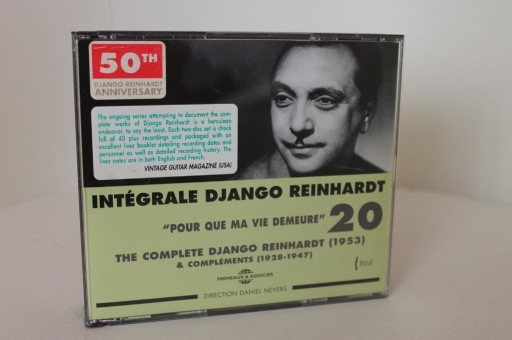 50TH
DJANGO REINHARDT
ANNIVERSARY
The ongoing series attempting to document the com-
plete works of Django Reinhardt is a herculean
endeavor, to say the least. Each two-disc set is chock
full of 40 plus recordings and packaged with an
excellent liner booklet detailing recording dates and
personnel as well as detailed recording history. The
liner notes are in both English and French.
VINTAGE GUITAR MAGAZINE (USA)
INTÉGRALE DJANGO REINHARDT
"POUR QUE MA VIE DEMEURE" 20
THE COMPLETE DJANGO REINHARDT (1953)
& COMPLÉMENTS (1928-1947)
FRÉMEAUX & ASSOCIÉS
DIRECTION DANIEL NEVERS